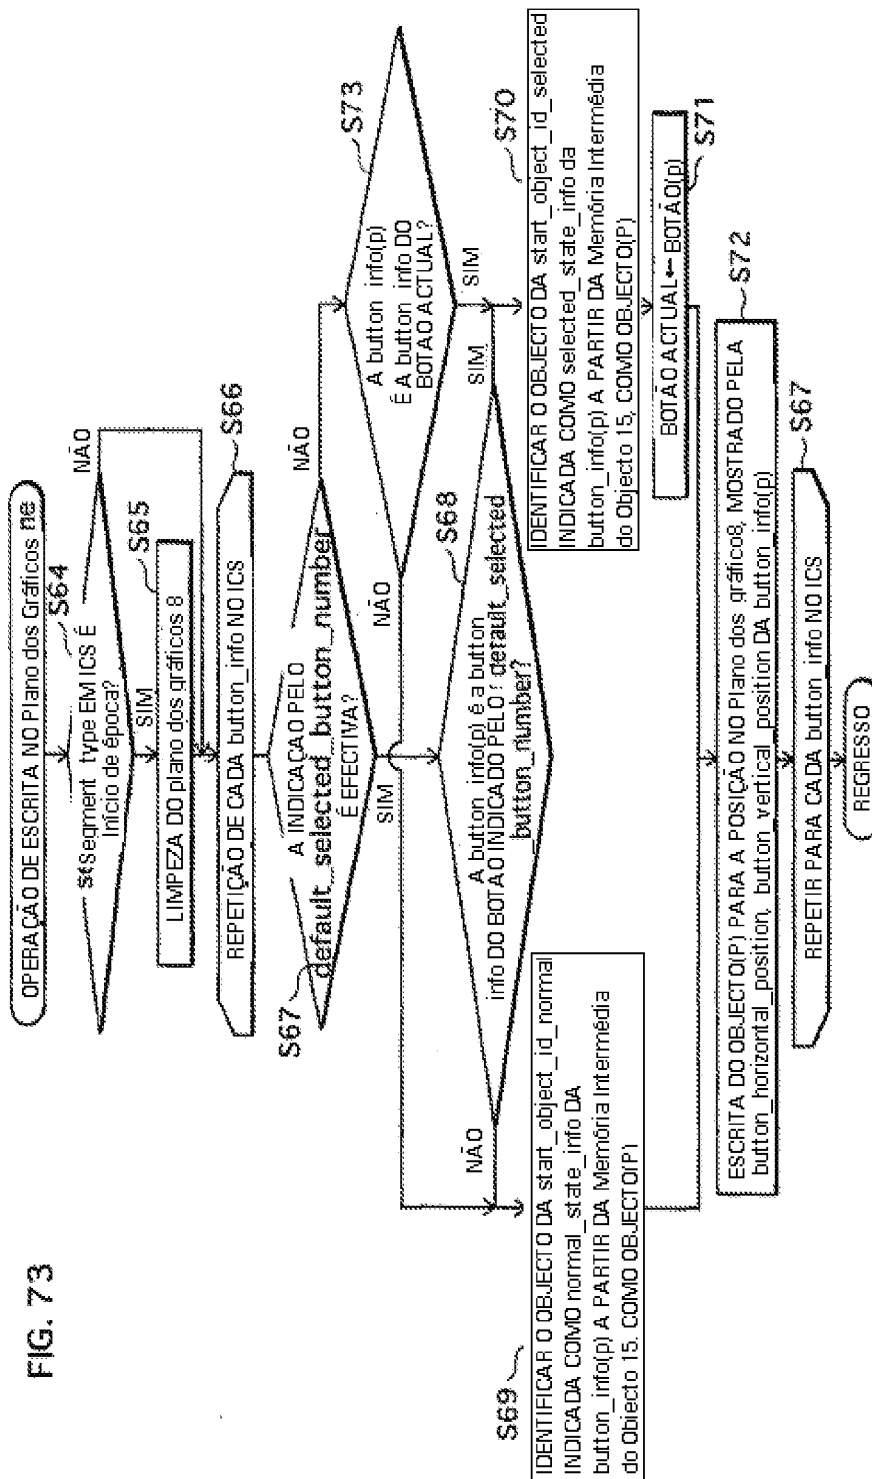 FIG. 73
OPERAÇÃO DE ESCRITA NO Plano dos Gráficos ne
S64
Segment_type EM ICS É
Início de época?
NÃO
SIM
S65
LIMPEZA DO plano dos gráficos 8
S66
REPETIÇÃO DE CADA button_info NO ICS
S67
A INDICAÇÃO PELO
default_selected_button_number
É EFECTIVA?
NÃO
SIM
S73
A button info(p)
É A button info DO
BOTAO ACTUAL?
NÃO
SIM
S68
A button info(p) é a button
info DO BOTAO INDICADO PELO default_selected
button_number?
NÃO
SIM
S69
IDENTIFICAR O OBJECTO DA start_object_id_normal
INDICADA COMO normal_state_info DA
button_info(p) A PARTIR DA Memória Intermédia
do Objecto 15. COMO OBJECTO(P)
S70
IDENTIFICAR O OBJECTO DA start_object_id_selected
INDICADA COMO selected_state_info da
button_info(p) A PARTIR DA Memória Intermédia
do Objecto 15, COMO OBJECTO(P)
S71
BOTÃO ACTUAL ← BOTÃO(p)
S72
ESCRITA DO OBJECTO(P) PARA A POSIÇÃO NO Plano dos gráficos8, MOSTRADO PELA
button_horizontal_position, button_vertical_position DA button_info(p)
S67
REPETIR PARA CADA button info NO ICS
REGRESSO